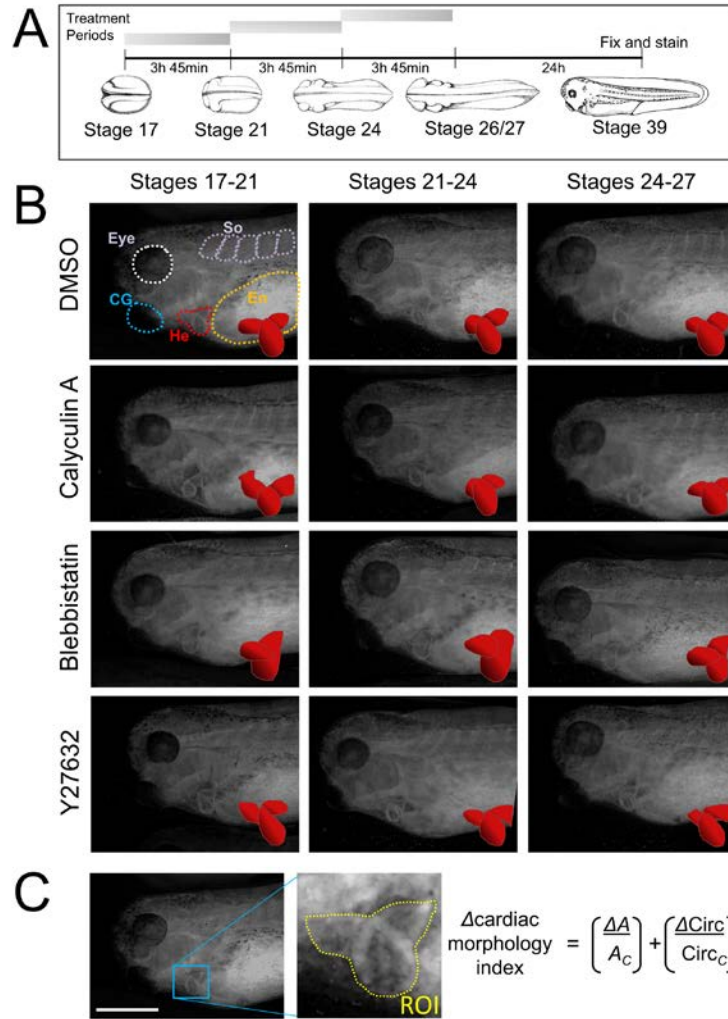 A
Treatment
Periods
Fix and stain
3h 45min 3h 45min 3h 45min 24h
Stage 17 Stage 21 Stage 24 Stage 26/27 Stage 39
Stages 17-21 Stages 21-24 Stages 24-27
B
DMSO
Eye So
CG He En
Calyculin A
Blebbistatin
Y27632
C
ROI
Δcardiac
morphology
index
= (ΔA/A_C) + (ΔCirc/Circ_C)